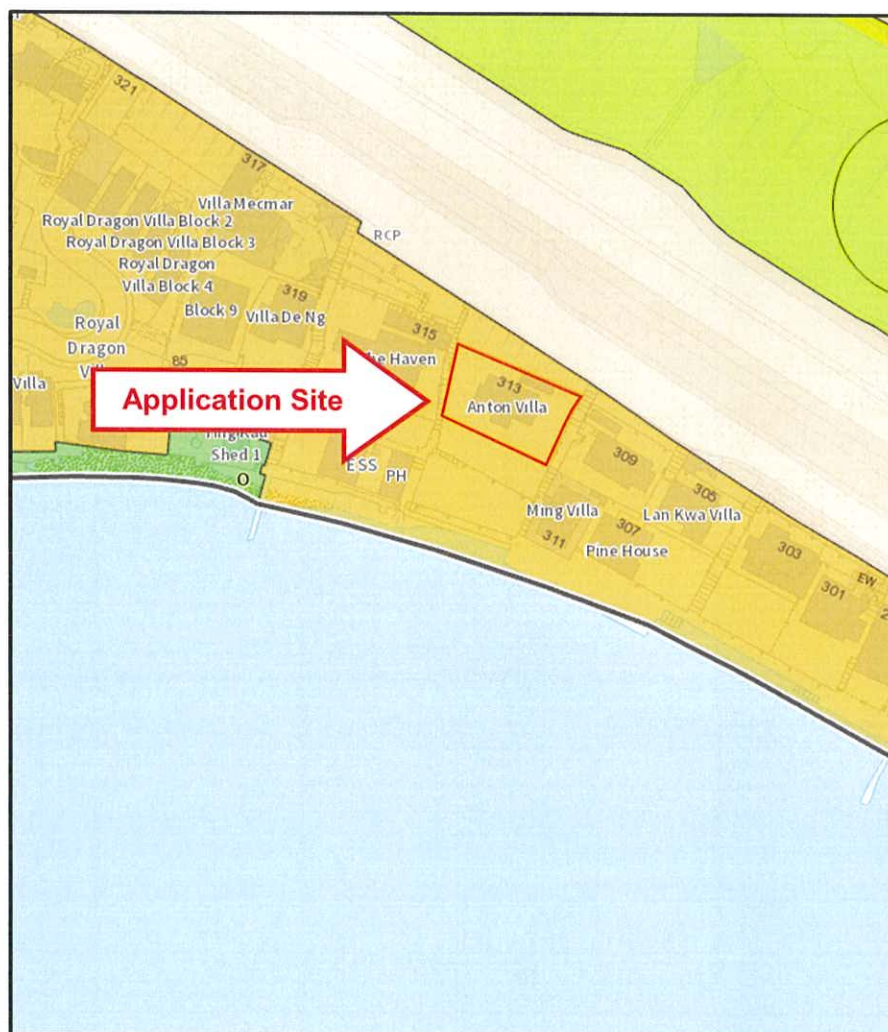 321
317
Villa Mecmar
Royal Dragon Villa Block 2
RCP
Royal Dragon Villa Block 3
Royal Dragon
Villa Block 4
319
Block 9
Villa De Ng
Royal
Dragon
315
Haven
85
Villa
313
Anton Villa
Application Site
Shed 1
O
ESS
PH
309
305
Ming Villa
Lan Kwa Villa
307
311
Pine House
303
EW
301